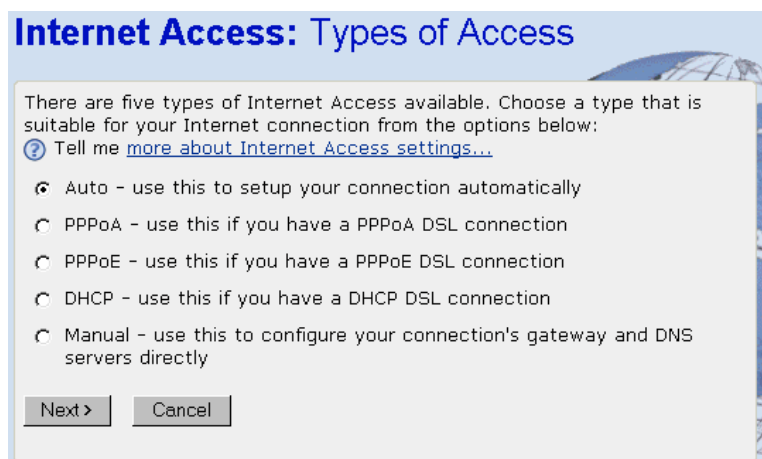 Internet Access: Types of Access
There are five types of Internet Access available. Choose a type that is
suitable for your Internet connection from the options below:
? Tell me more about Internet Access settings...
Auto - use this to setup your connection automatically
PPPoA - use this if you have a PPPoA DSL connection
PPPoE - use this if you have a PPPoE DSL connection
DHCP - use this if you have a DHCP DSL connection
Manual - use this to configure your connection's gateway and DNS
servers directly
Next> Cancel